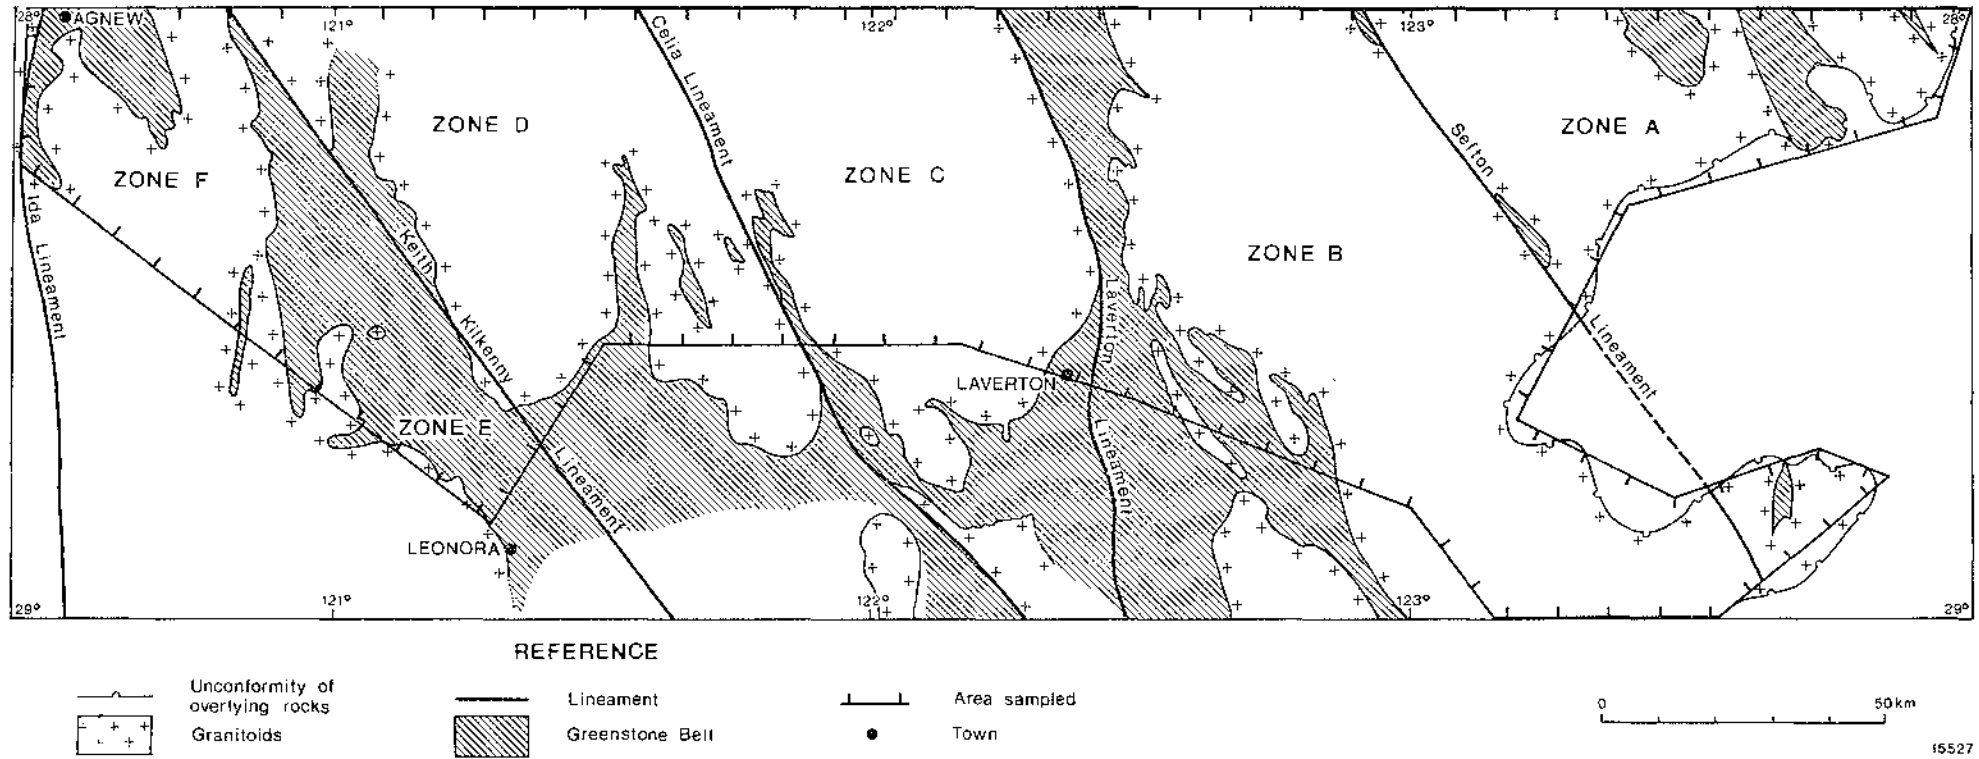 28°
AGNEW
121°
122°
123°
28°
Celia Lineament
ZONE D
ZONE A
Sefton
Lineament
ZONE F
ZONE C
Ida Lineament
Keith
Kilkenny
Lineament
ZONE B
Laverton
Lineament
LAVERTON
ZONE E
LEONORA
29°
121°
122°
123°
29°
REFERENCE
Unconformity of
overlying rocks
Lineament
Area sampled
0
50 km
Granitoids
Greenstone Belt
Town
15527